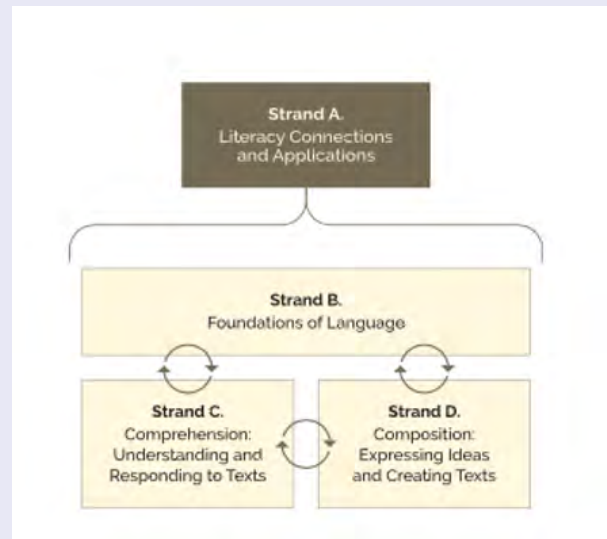 Strand A.
Literacy Connections
and Applications
Strand B.
Foundations of Language
Strand C.
Comprehension:
Understanding and
Responding to Texts
Strand D.
Composition:
Expressing Ideas
and Creating Texts